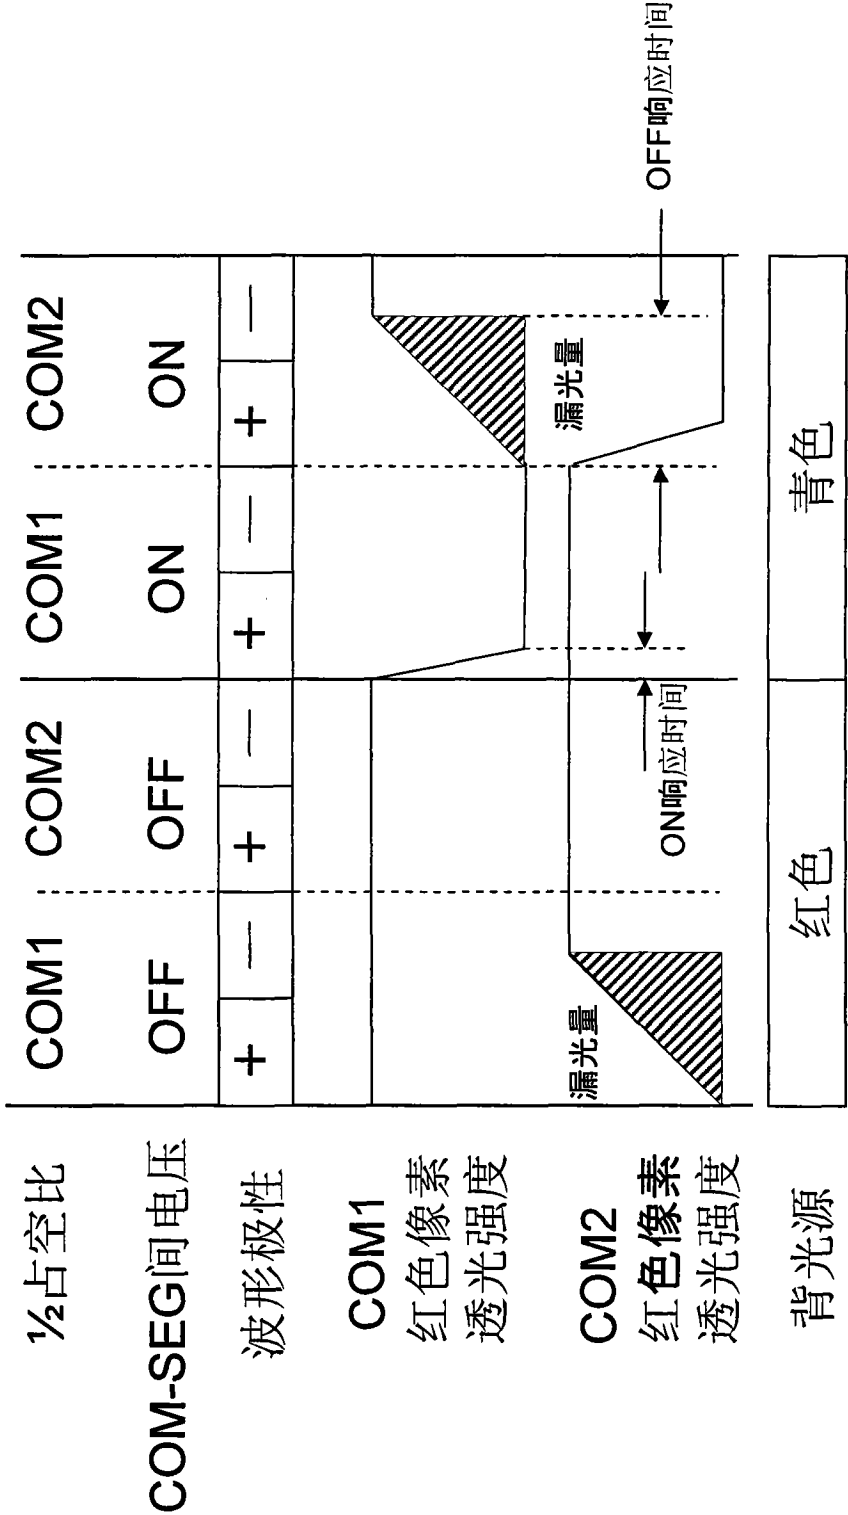 ½占空比
COM1
COM2
COM1
COM2
COM-SEG间电压
OFF
OFF
ON
ON
波形极性
+
—
+
—
+
—
+
—
COM1
红色像素
透光强度
漏光量
COM2
红色像素
透光强度
漏光量
ON响应时间
OFF响应时间
背光源
红色
青色